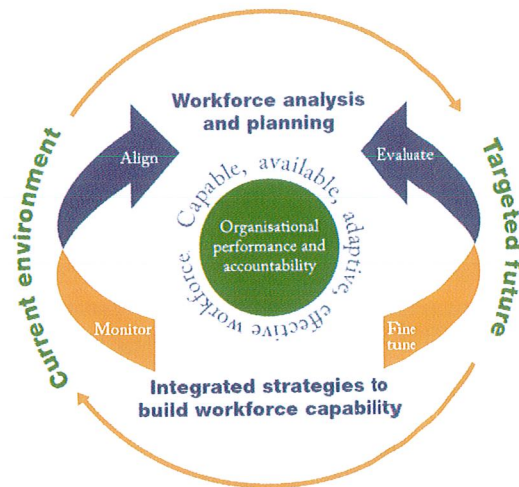 Workforce analysis
and planning
Current environment
Align
Evaluate
Targeted future
Capable, available, adaptive, effective workforce
Organisational
performance and
accountability
Monitor
Fine
tune
Integrated strategies to
build workforce capability